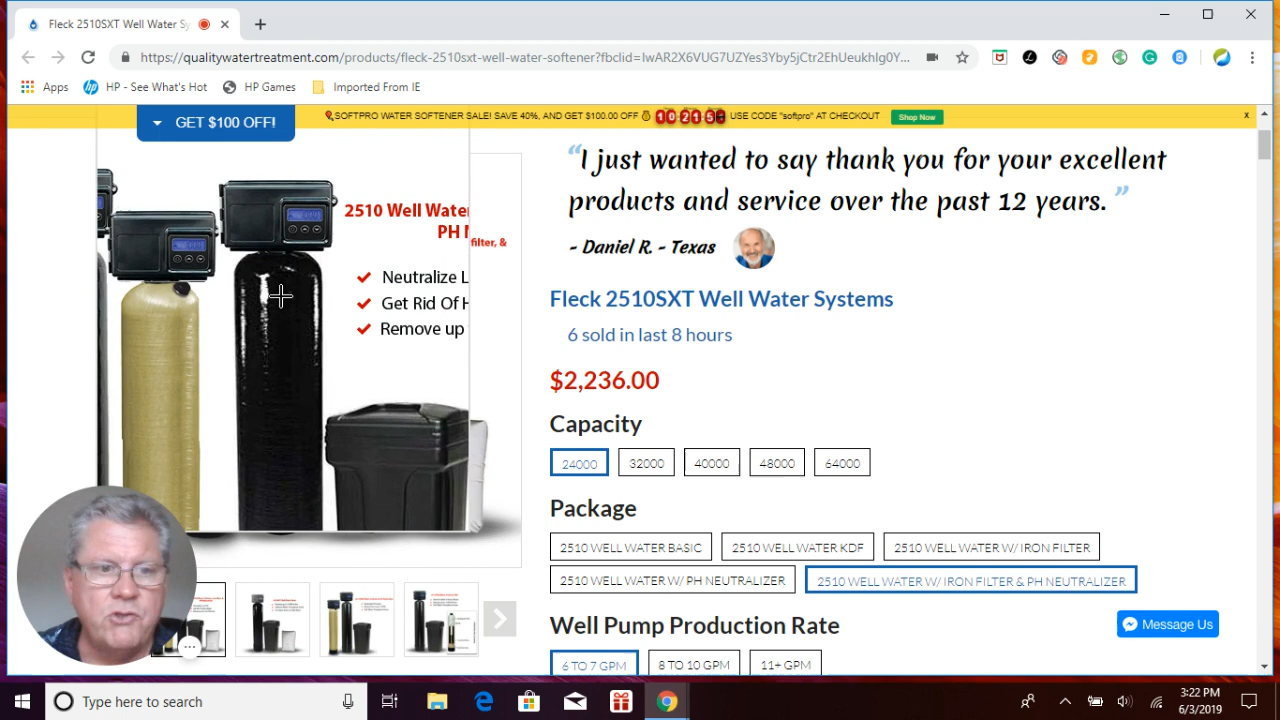 Fleck 2510SXT Well Water Sy
https://qualitywatertreatment.com/products/fleck-2510sxt-well-water-softener?fbclid=IwAR2X6VUG7UZYes3Yby5jCtr2EhUeukhIg0Y...
Apps
HP - See What's Hot
HP Games
Imported From IE
GET $100 OFF!
SOFTPRO WATER SOFTENER SALE! SAVE 40%, AND GET $100.00 OFF
USE CODE "softpro" AT CHECKOUT
Shop Now
x
2510 Well Wate
PH
filter, &
Neutralize L
Get Rid Of H
Remove up
“I just wanted to say thank you for your excellent
products and service over the past 12 years.”
- Daniel R. - Texas
Fleck 2510SXT Well Water Systems
6 sold in last 8 hours
$2,236.00
Capacity
24000 32000 40000 48000 64000
Package
2510 WELL WATER BASIC 2510 WELL WATER KDF 2510 WELL WATER W/ IRON FILTER
2510 WELL WATER W/ PH NEUTRALIZER 2510 WELL WATER W/ IRON FILTER & PH NEUTRALIZER
Well Pump Production Rate
6 TO 7 GPM 8 TO 10 GPM 11+ GPM
Message Us
Type here to search
3:22 PM
6/3/2019